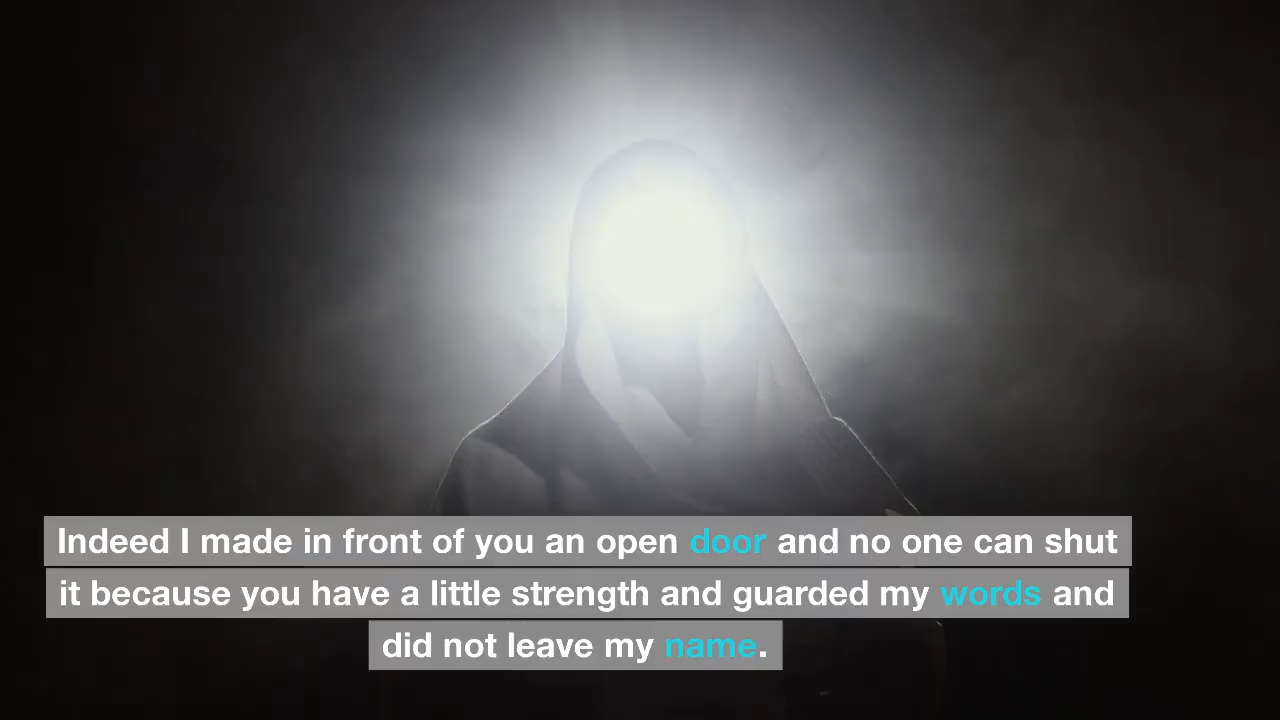 Indeed I made in front of you an open door and no one can shut
it because you have a little strength and guarded my words and
did not leave my name.